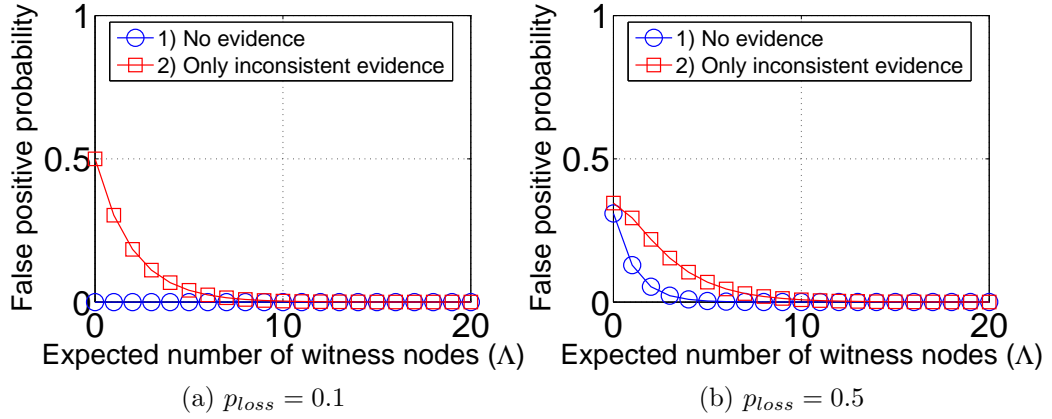 1
0.5
0
False positive probability
1) No evidence
2) Only inconsistent evidence
0
10
20
Expected number of witness nodes (Λ)
(a) p_loss = 0.1
1
0.5
0
False positive probability
1) No evidence
2) Only inconsistent evidence
0
10
20
Expected number of witness nodes (Λ)
(b) p_loss = 0.5